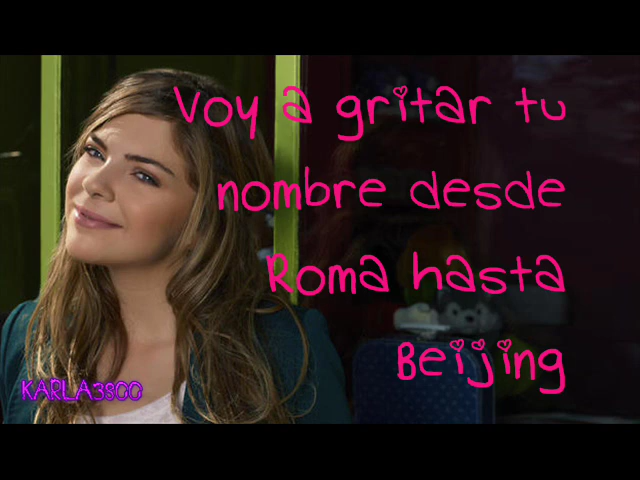 Voy a gritar tu
nombre desde
Roma hasta
Beijing
KARLA3800